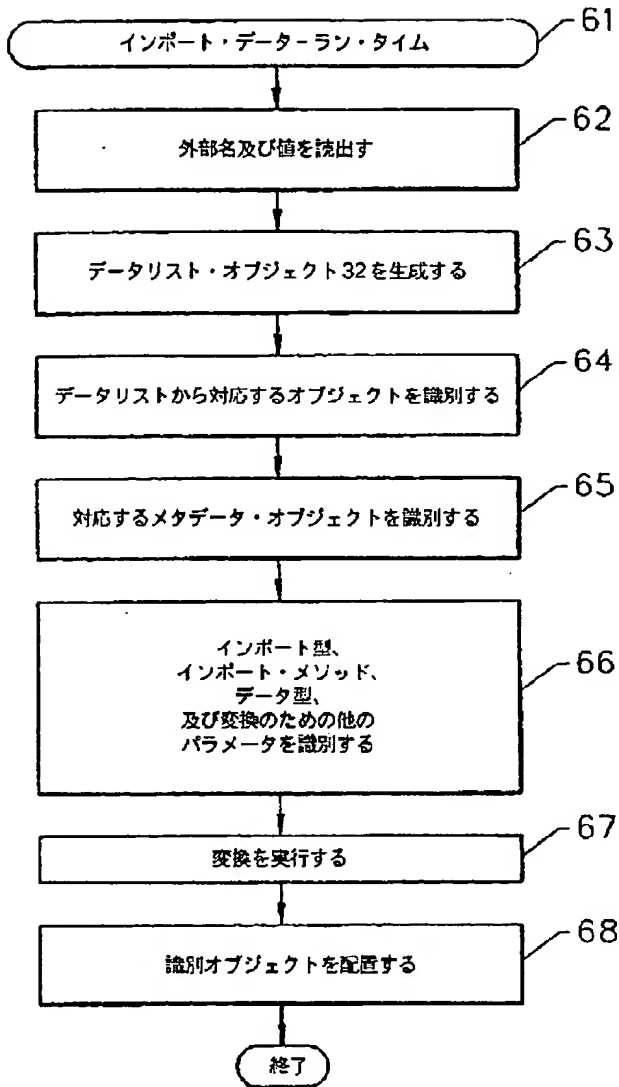 インポート・データ-ラン・タイム
61
62
外部名及び値を読出す
63
データリスト・オブジェクト32を生成する
64
データリストから対応するオブジェクトを識別する
65
対応するメタデータ・オブジェクトを識別する
インポート型、
インポート・メソッド、
データ型、
及び変換のための他の
パラメータを識別する
66
67
変換を実行する
68
識別オブジェクトを配置する
終了